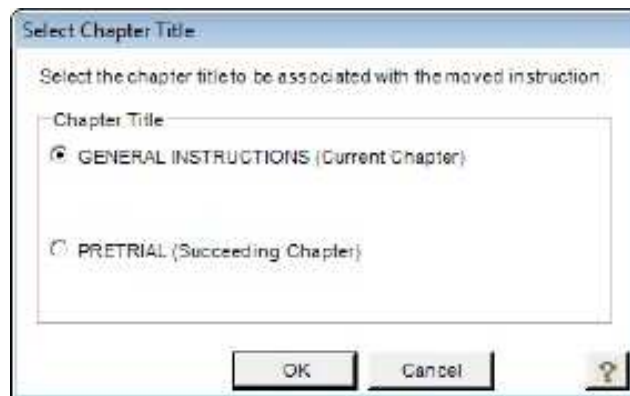 Select Chapter Title
Select the chapter title to be associated with the moved instruction:
Chapter Title
GENERAL INSTRUCTIONS (Current Chapter)
PRETRIAL (Succeeding Chapter)
OK Cancel ?